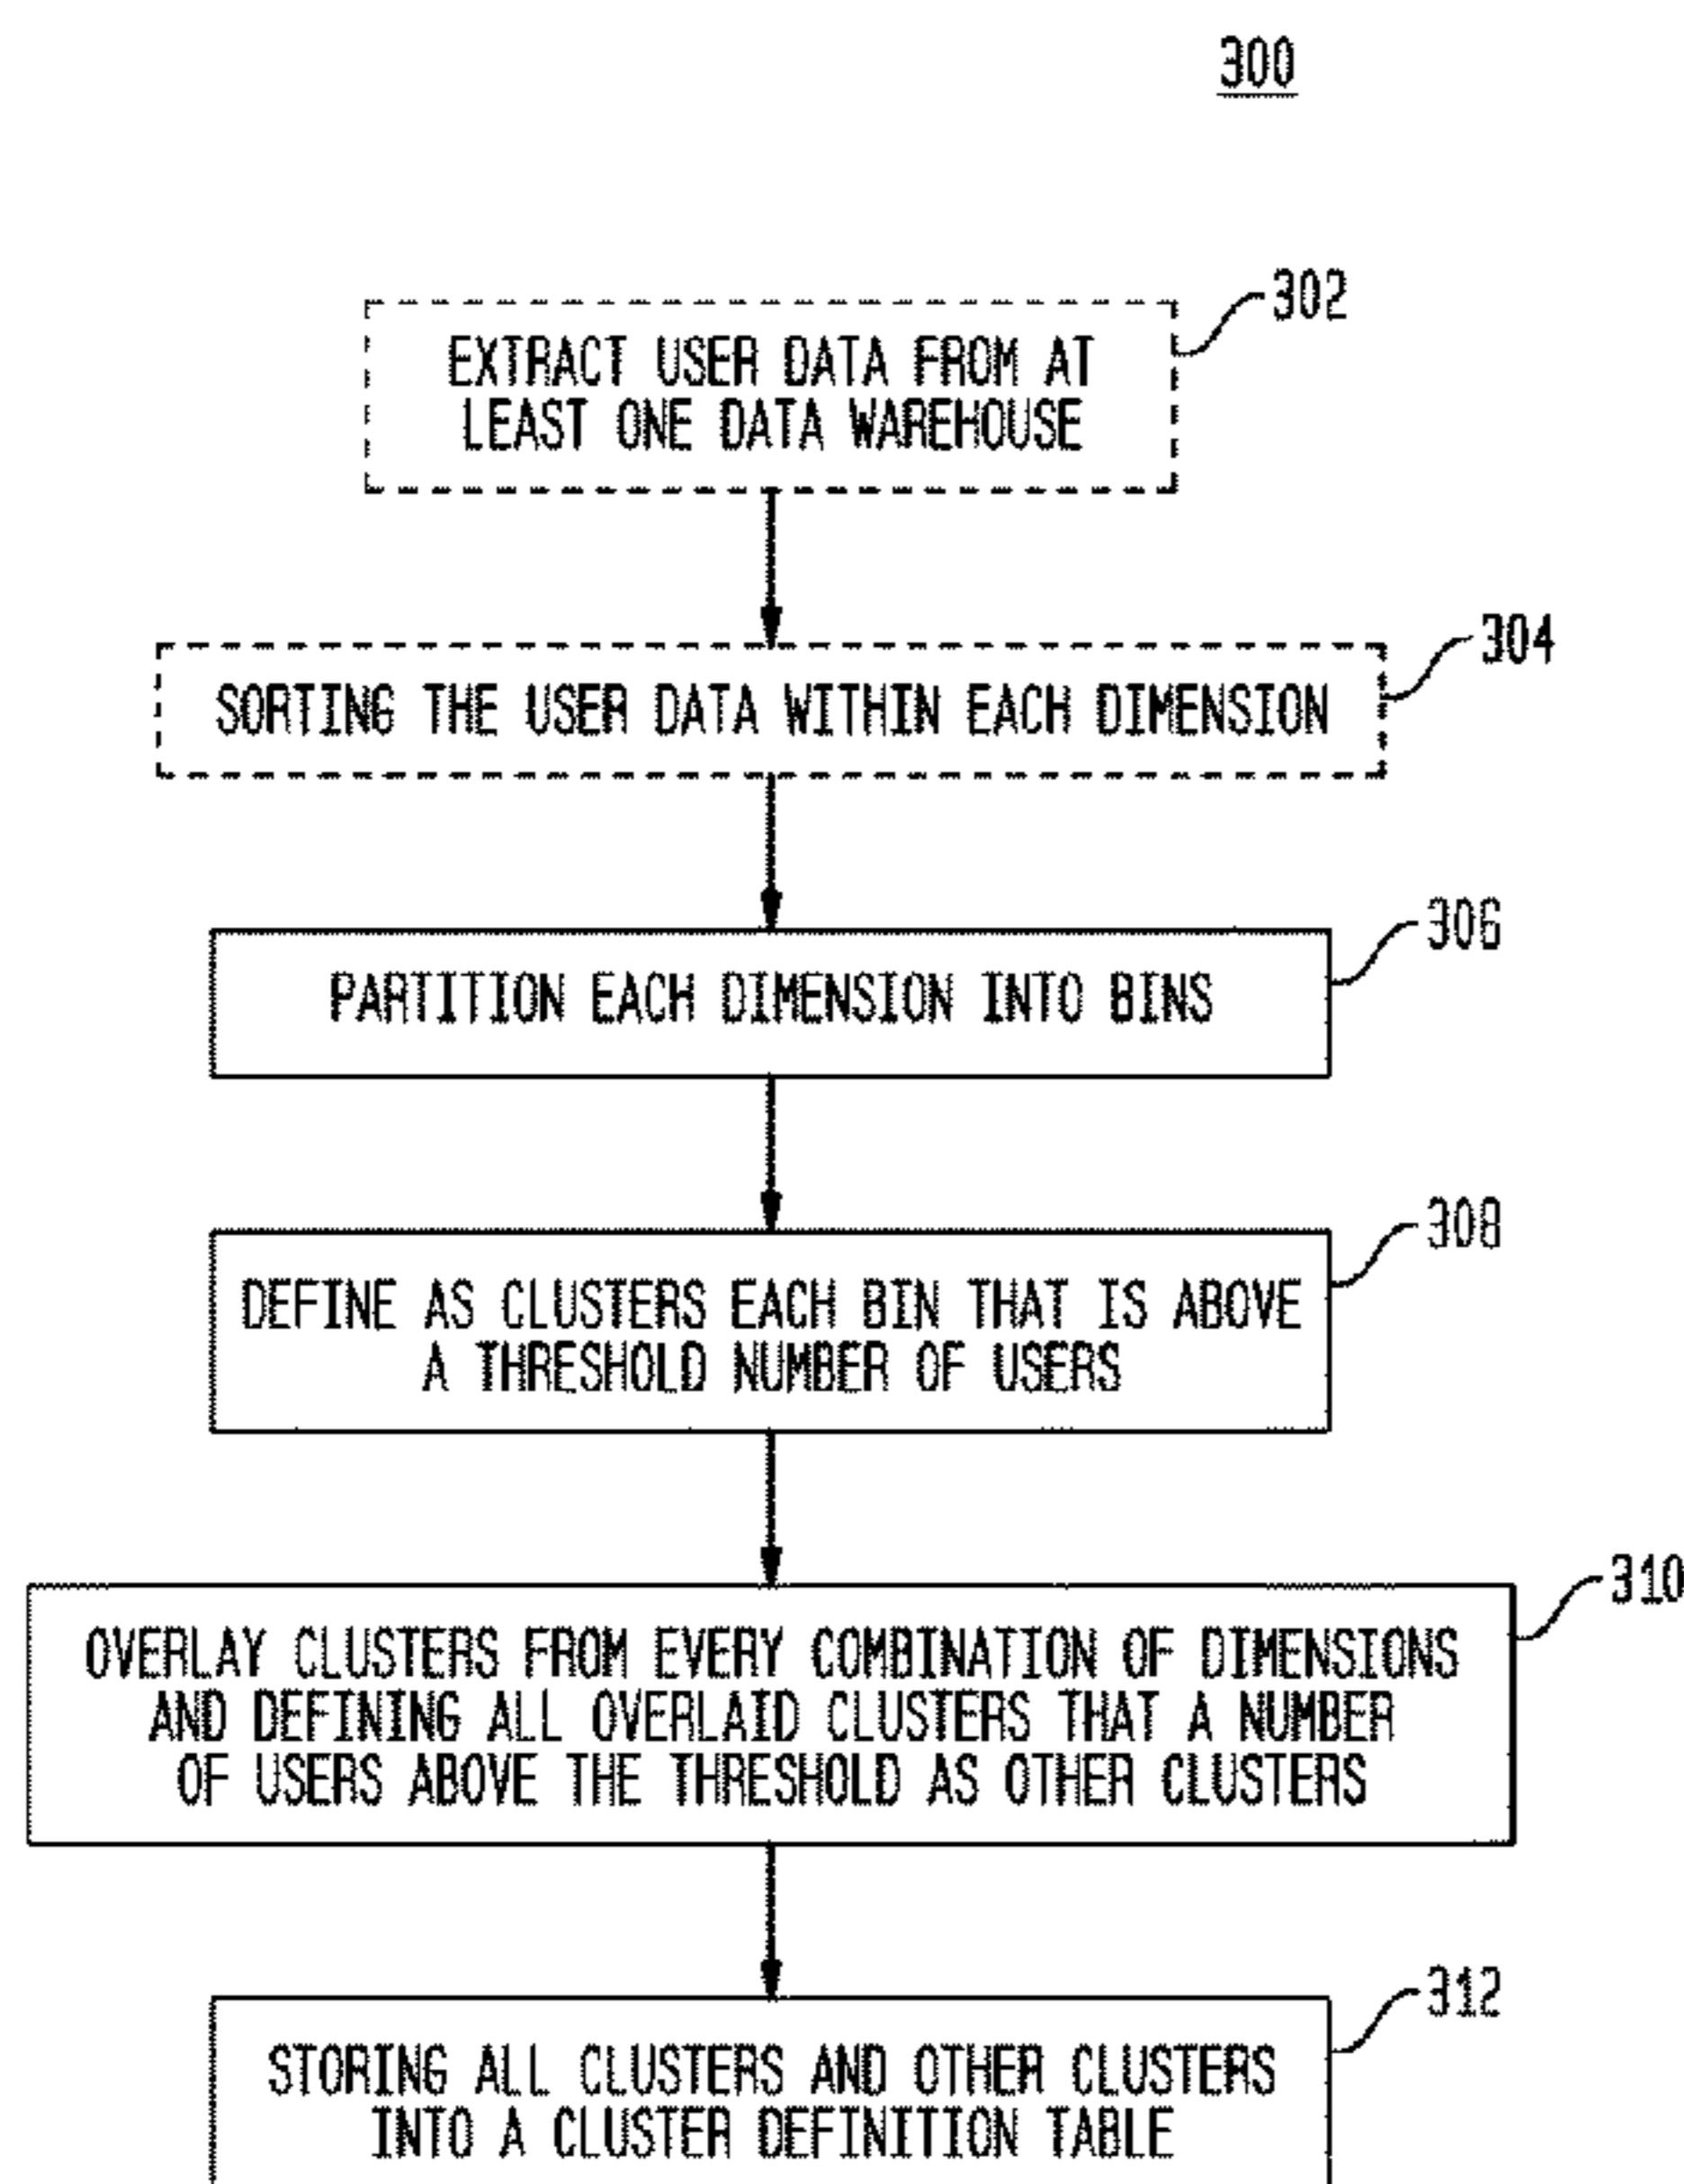 300
302
EXTRACT USER DATA FROM AT
LEAST ONE DATA WAREHOUSE
304
SORTING THE USER DATA WITHIN EACH DIMENSION
306
PARTITION EACH DIMENSION INTO BINS
308
DEFINE AS CLUSTERS EACH BIN THAT IS ABOVE
A THRESHOLD NUMBER OF USERS
310
OVERLAY CLUSTERS FROM EVERY COMBINATION OF DIMENSIONS
AND DEFINING ALL OVERLAID CLUSTERS THAT A NUMBER
OF USERS ABOVE THE THRESHOLD AS OTHER CLUSTERS
312
STORING ALL CLUSTERS AND OTHER CLUSTERS
INTO A CLUSTER DEFINITION TABLE